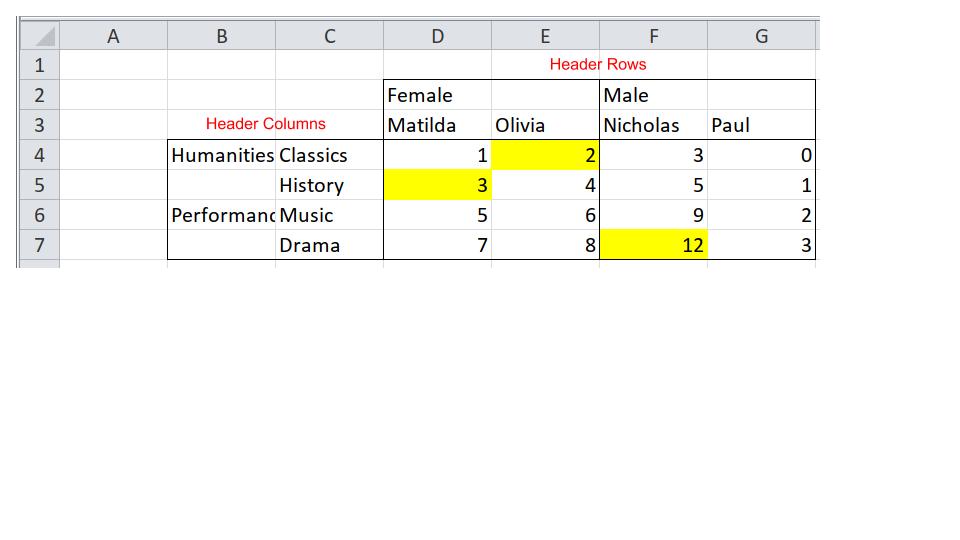 A B C D E F G
1 Header Rows
2 Female Male
3 Header Columns Matilda Olivia Nicholas Paul
4 Humanities Classics 1 2 3 0
5 History 3 4 5 1
6 Performanc Music 5 6 9 2
7 Drama 7 8 12 3